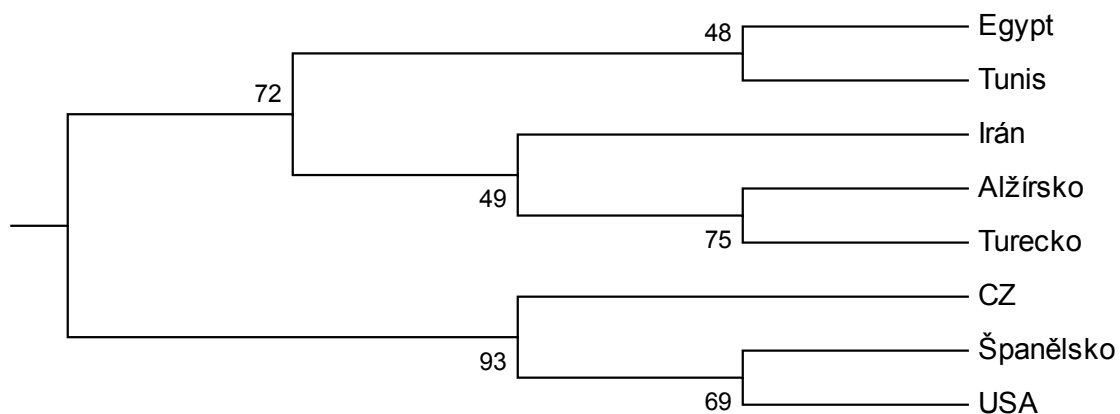 Egypt
48
Tunis
72
Irán
Alžírsko
49
75
Turecko
CZ
Španělsko
93
69
USA